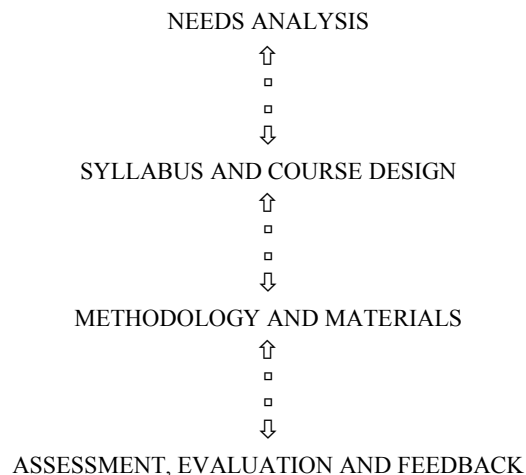 NEEDS ANALYSIS
SYLLABUS AND COURSE DESIGN
METHODOLOGY AND MATERIALS
ASSESSMENT, EVALUATION AND FEEDBACK